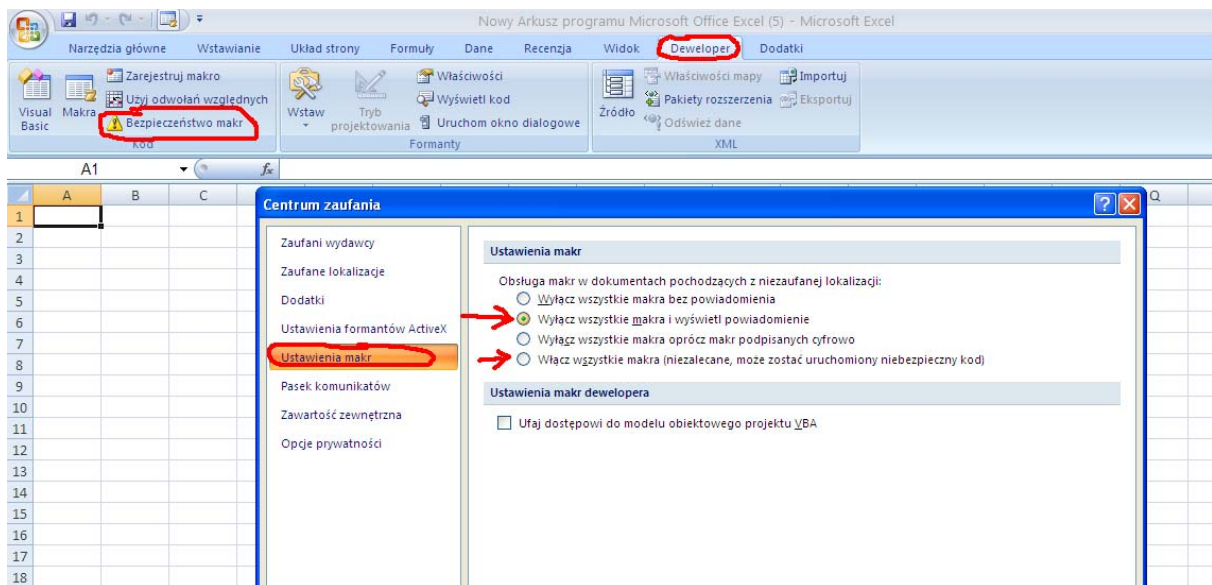 Nowy Arkusz programu Microsoft Office Excel (5) - Microsoft Excel
Narzędzia główne Wstawianie Układ strony Formuły Dane Recenzja Widok Deweloper Dodatki
Visual Basic
Makra
Zarejestruj makro
Użyj odwołań względnych
Bezpieczeństwo makr
Kod
Wstaw
Tryb projektowania
Właściwości
Wyświetl kod
Uruchom okno dialogowe
Formanty
Źródło
Właściwości mapy
Pakiety rozszerzenia
Odśwież dane
Importuj
Eksportuj
XML
A1 fx
A B C Q
1
2
3
4
5
6
7
8
9
10
11
12
13
14
15
16
17
18
Centrum zaufania
Zaufani wydawcy
Zaufane lokalizacje
Dodatki
Ustawienia formantów ActiveX
Ustawienia makr
Pasek komunikatów
Zawartość zewnętrzna
Opcje prywatności
Ustawienia makr
Obsługa makr w dokumentach pochodzących z niezaufanej lokalizacji:
Wyłącz wszystkie makra bez powiadomienia
Wyłącz wszystkie makra i wyświetl powiadomienie
Wyłącz wszystkie makra oprócz makr podpisanych cyfrowo
Włącz wszystkie makra (niezalecane, może zostać uruchomiony niebezpieczny kod)
Ustawienia makr dewelopera
Ufaj dostępowi do modelu obiektowego projektu VBA